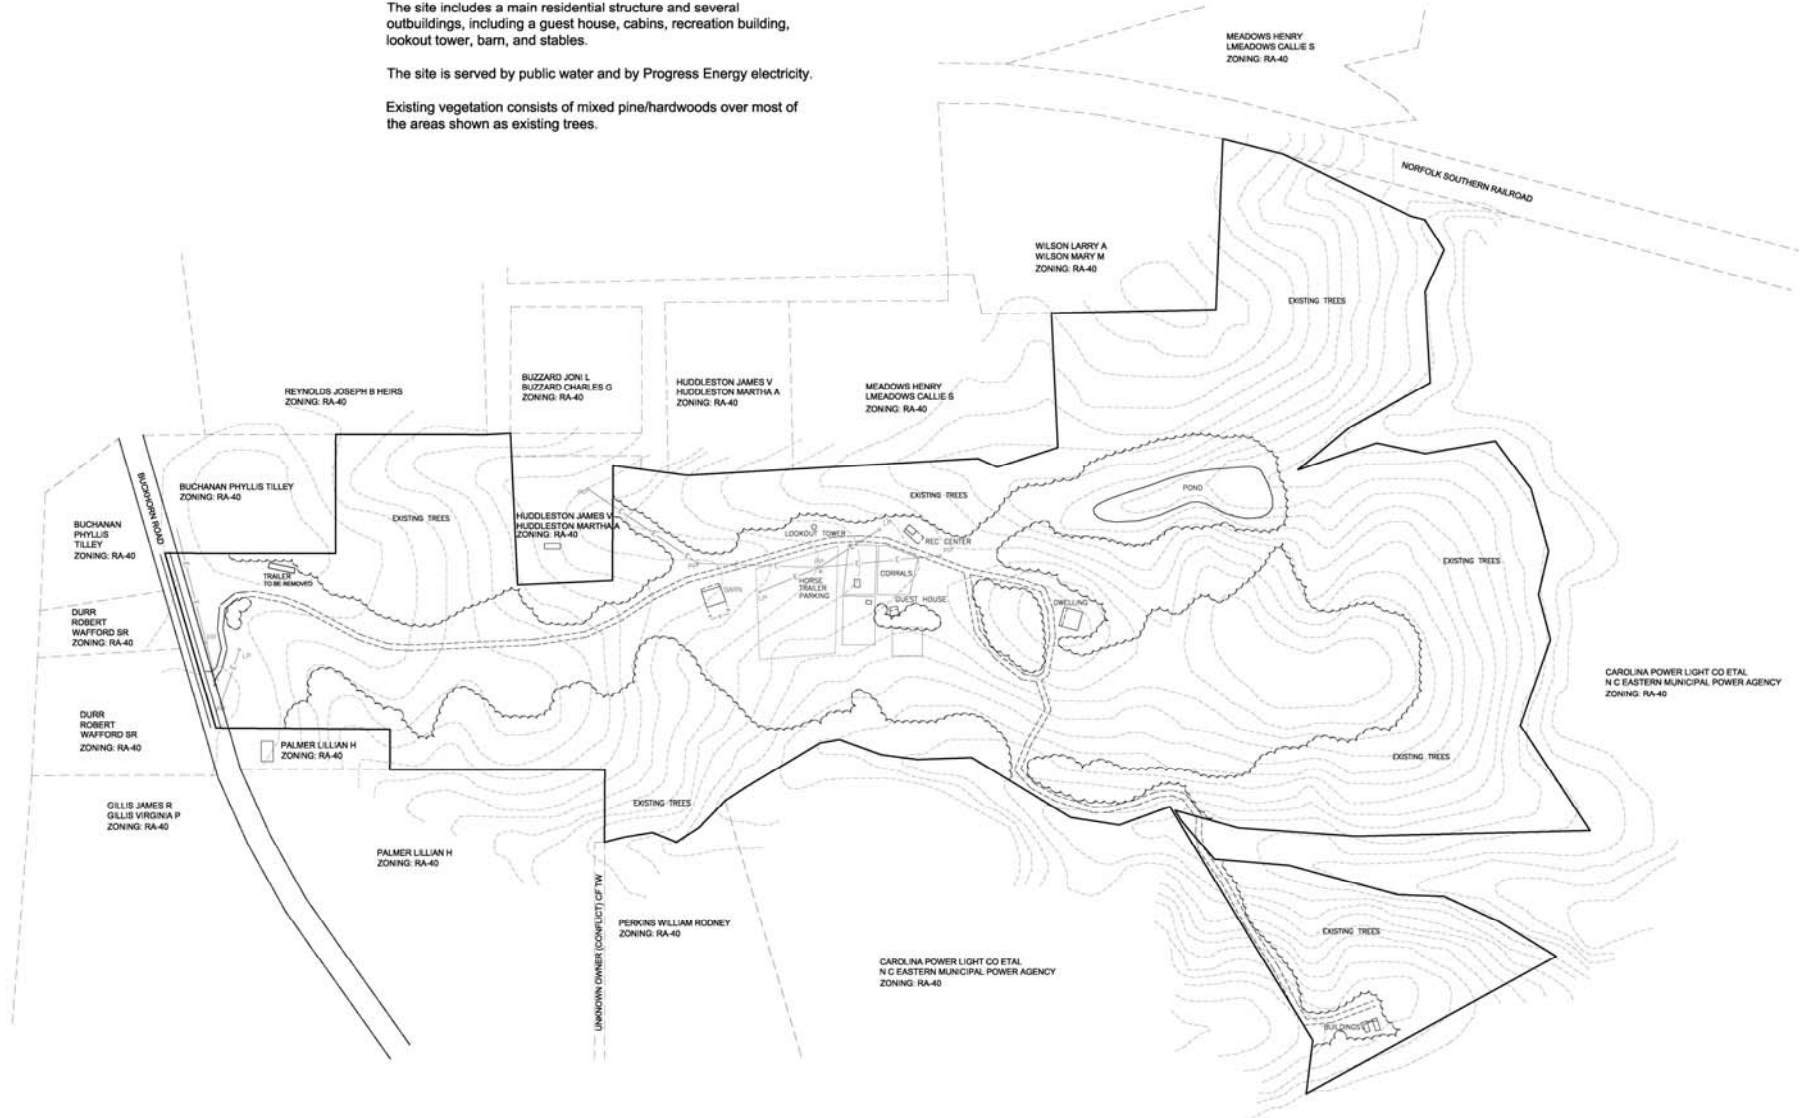 The site includes a main residential structure and several
outbuildings, including a guest house, cabins, recreation building,
lookout tower, barn, and stables.
The site is served by public water and by Progress Energy electricity.
Existing vegetation consists of mixed pine/hardwoods over most of
the areas shown as existing trees.
MEADOWS HENRY
LMEADOWS CALLIE S
ZONING: RA-40
NORFOLK SOUTHERN RAILROAD
WILSON LARRY A
WILSON MARY M
ZONING: RA-40
EXISTING TREES
REYNOLDS JOSEPH B HEIRS
ZONING: RA-40
BUZZARD JONI L
BUZZARD CHARLES G
ZONING: RA-40
HUDDLESTON JAMES V
HUDDLESTON MARTHA A
ZONING: RA-40
MEADOWS HENRY
LMEADOWS CALLIE S
ZONING: RA-40
BUCKHORN ROAD
BUCHANAN PHYLLIS TILLEY
ZONING: RA-40
EXISTING TREES
HUDDLESTON JAMES V
HUDDLESTON MARTHA A
ZONING: RA-40
EXISTING TREES
POND
BUCHANAN
PHYLLIS
TILLEY
ZONING: RA-40
LOOKOUT TOWER
REC CENTER
EXISTING TREES
TRAILER
TO BE REMOVED
BARN
HORSE
TRAILER
PARKING
CORRALS
GUEST HOUSE
DWELLING
DURR
ROBERT
WAFFORD SR
ZONING: RA-40
CAROLINA POWER LIGHT CO ETAL
N C EASTERN MUNICIPAL POWER AGENCY
ZONING: RA-40
DURR
ROBERT
WAFFORD SR
ZONING: RA-40
PALMER LILLIAN H
ZONING: RA-40
EXISTING TREES
GILLIS JAMES R
GILLIS VIRGINIA P
ZONING: RA-40
EXISTING TREES
PALMER LILLIAN H
ZONING: RA-40
UNKNOWN OWNER (CONFLICT) CF TW
PERKINS WILLIAM RODNEY
ZONING: RA-40
EXISTING TREES
CAROLINA POWER LIGHT CO ETAL
N C EASTERN MUNICIPAL POWER AGENCY
ZONING: RA-40
BUILDINGS